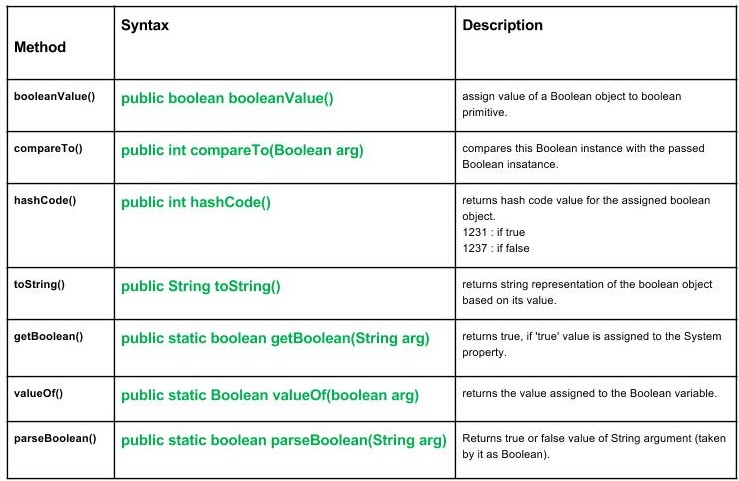 Method
Syntax
Description
booleanValue()
public boolean booleanValue()
assign value of a Boolean object to boolean
primitive.
compareTo()
public int compareTo(Boolean arg)
compares this Boolean instance with the passed
Boolean insatance.
hashCode()
public int hashCode()
returns hash code value for the assigned boolean
object.
1231 : if true
1237 : if false
toString()
public String toString()
returns string representation of the boolean object
based on its value.
getBoolean()
public static boolean getBoolean(String arg)
returns true, if 'true' value is assigned to the System
property.
valueOf()
public static Boolean valueOf(boolean arg)
returns the value assigned to the Boolean variable.
parseBoolean()
public static boolean parseBoolean(String arg)
Returns true or false value of String argument (taken
by it as Boolean).